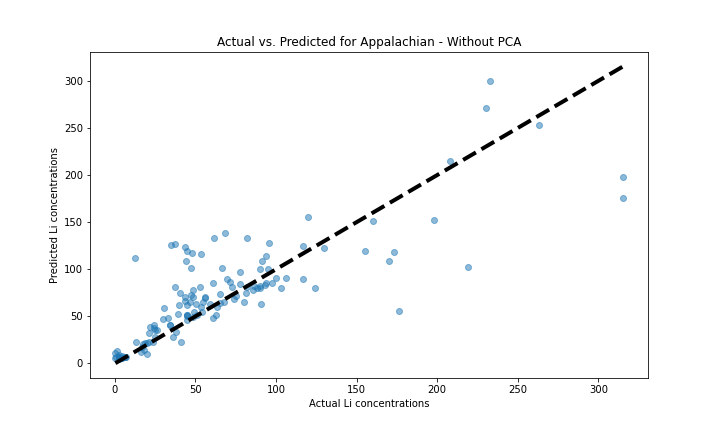 Actual vs. Predicted for Appalachian - Without PCA
300
250
200
150
100
50
0
Predicted Li concentrations
0 50 100 150 200 250 300
Actual Li concentrations